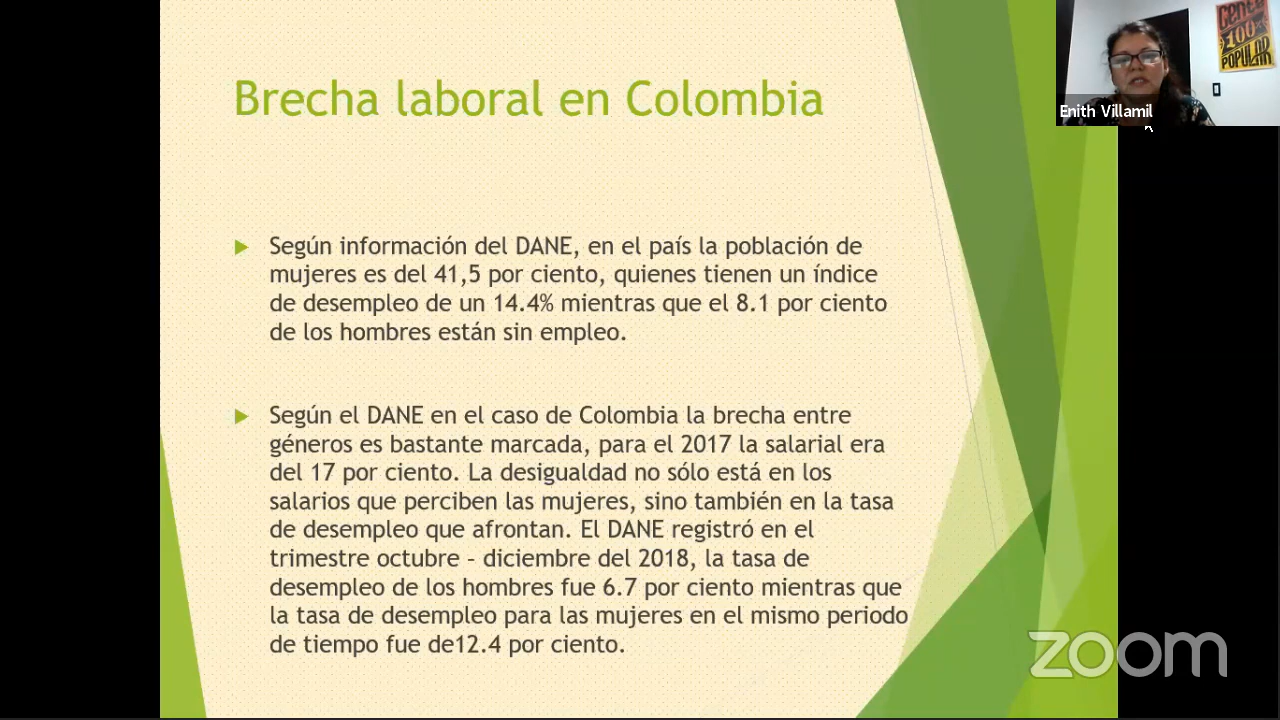 Brecha laboral en Colombia
Gente
100%
POPULAR
Enith Villamil
Según información del DANE, en el país la población de
mujeres es del 41,5 por ciento, quienes tienen un índice
de desempleo de un 14.4% mientras que el 8.1 por ciento
de los hombres están sin empleo.
Según el DANE en el caso de Colombia la brecha entre
géneros es bastante marcada, para el 2017 la salarial era
del 17 por ciento. La desigualdad no sólo está en los
salarios que perciben las mujeres, sino también en la tasa
de desempleo que afrontan. El DANE registró en el
trimestre octubre – diciembre del 2018, la tasa de
desempleo de los hombres fue 6.7 por ciento mientras que
la tasa de desempleo para las mujeres en el mismo periodo
de tiempo fue de12.4 por ciento.
zoom